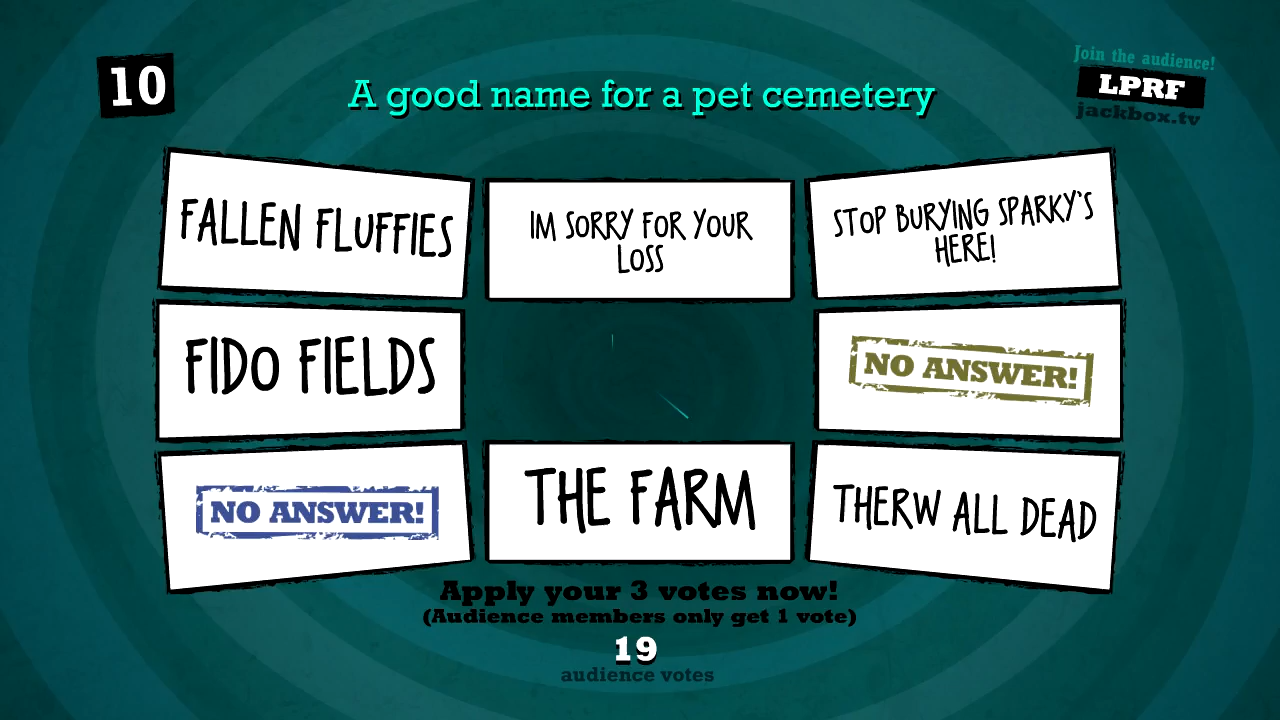 10
A good name for a pet cemetery
Join the audience!
LPRF
jackbox.tv
FALLEN FLUFFIES
IM SORRY FOR YOUR
LOSS
STOP BURYING SPARKY'S
HERE!
FIDO FIELDS
NO ANSWER!
NO ANSWER!
THE FARM
THERW ALL DEAD
Apply your 3 votes now!
(Audience members only get 1 vote)
19
audience votes